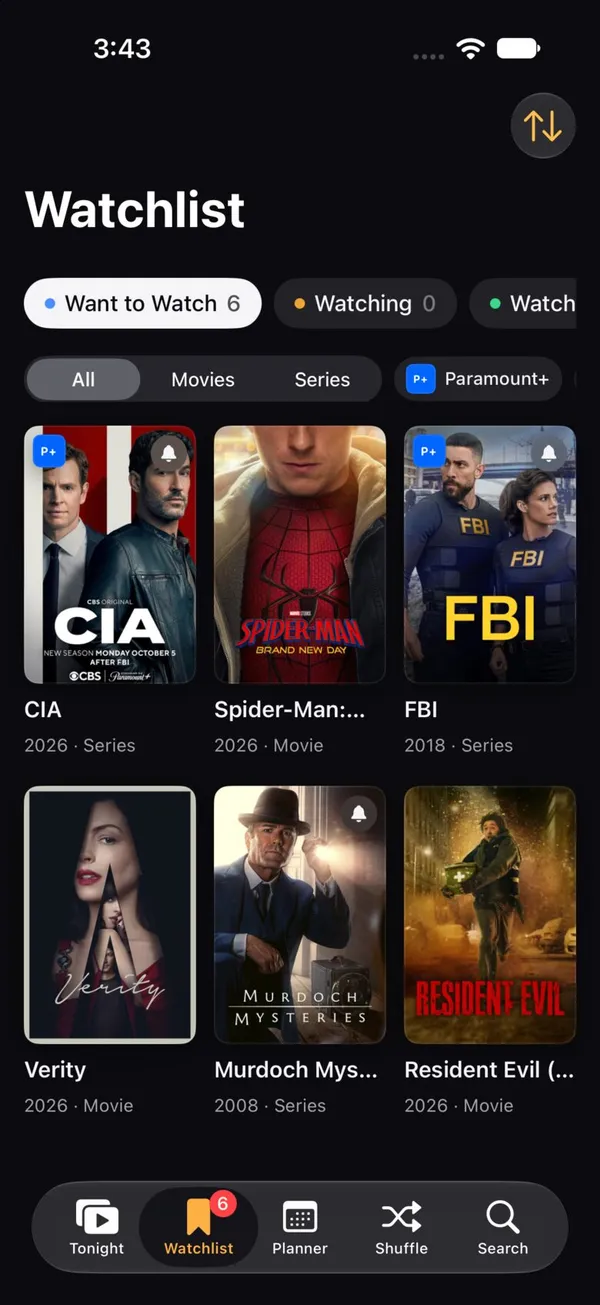 3:43
Watchlist
Want to Watch 6
Watching 0
Watch
All
Movies
Series
P+ Paramount+
P+
CBS ORIGINAL
CIA
NEW SEASON MONDAY OCTOBER 5
AFTER FBI
CBS
Paramount+
CIA
2026 · Series
MARVEL STUDIOS
SPIDER-MAN
BRAND NEW DAY
Spider-Man:...
2026 · Movie
P+
FBI
FBI
FBI
FBI
2018 · Series
Verity
Verity
2026 · Movie
MURDOCH
MYSTERIES
Murdoch Mys...
2008 · Series
RESIDENT EVIL
Resident Evil (...
2026 · Movie
Tonight
6
Watchlist
Planner
Shuffle
Search